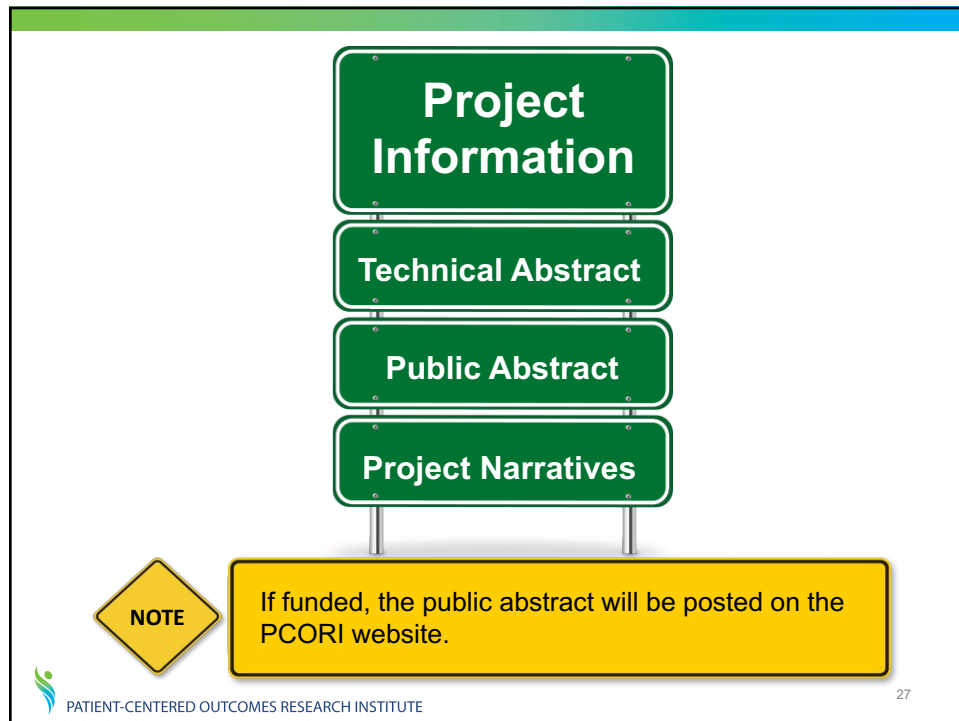 Project
Information
Technical Abstract
Public Abstract
Project Narratives
NOTE
If funded, the public abstract will be posted on the
PCORI website.
PATIENT-CENTERED OUTCOMES RESEARCH INSTITUTE
27